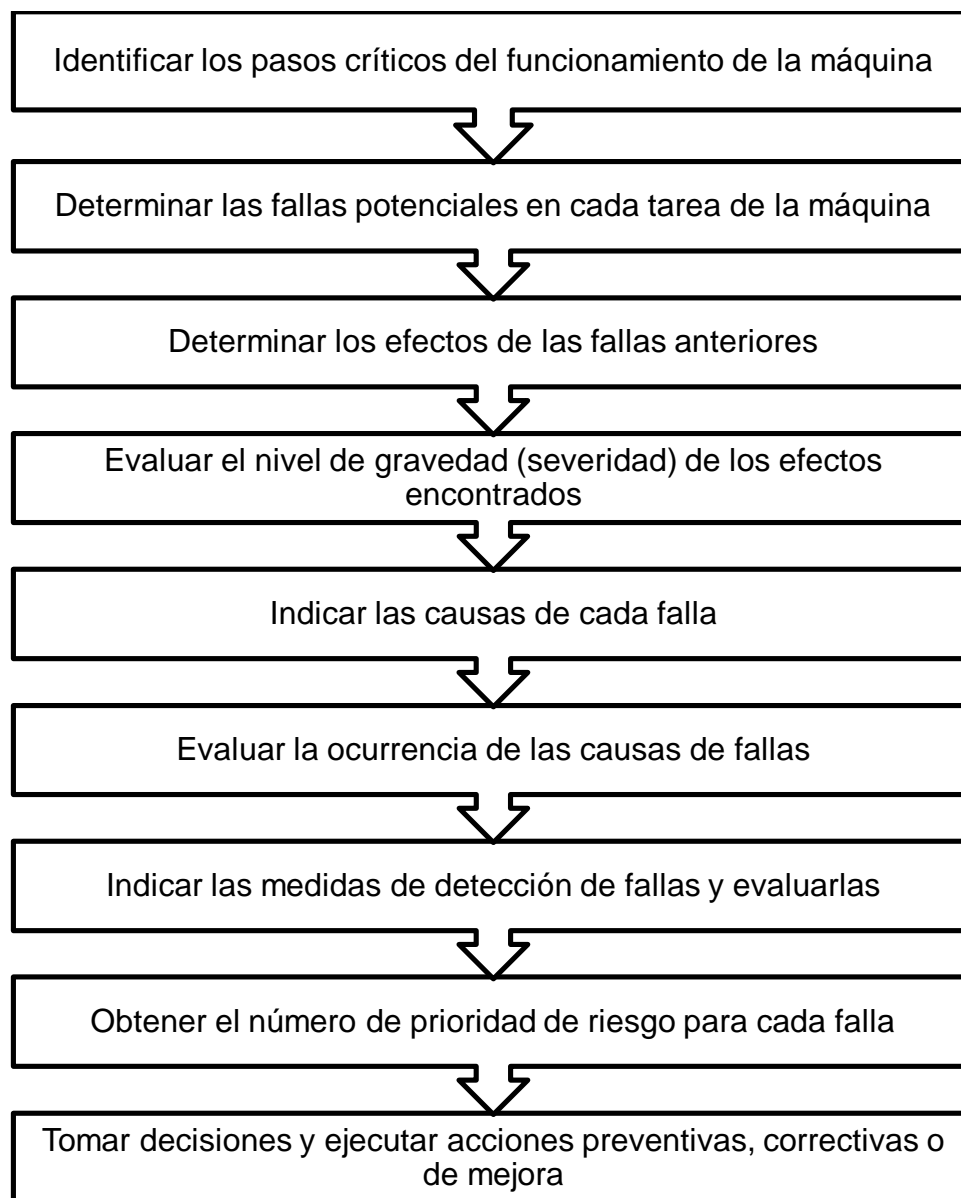 Identificar los pasos críticos del funcionamiento de la máquina
Determinar las fallas potenciales en cada tarea de la máquina
Determinar los efectos de las fallas anteriores
Evaluar el nivel de gravedad (severidad) de los efectos
encontrados
Indicar las causas de cada falla
Evaluar la ocurrencia de las causas de fallas
Indicar las medidas de detección de fallas y evaluarlas
Obtener el número de prioridad de riesgo para cada falla
Tomar decisiones y ejecutar acciones preventivas, correctivas o
de mejora